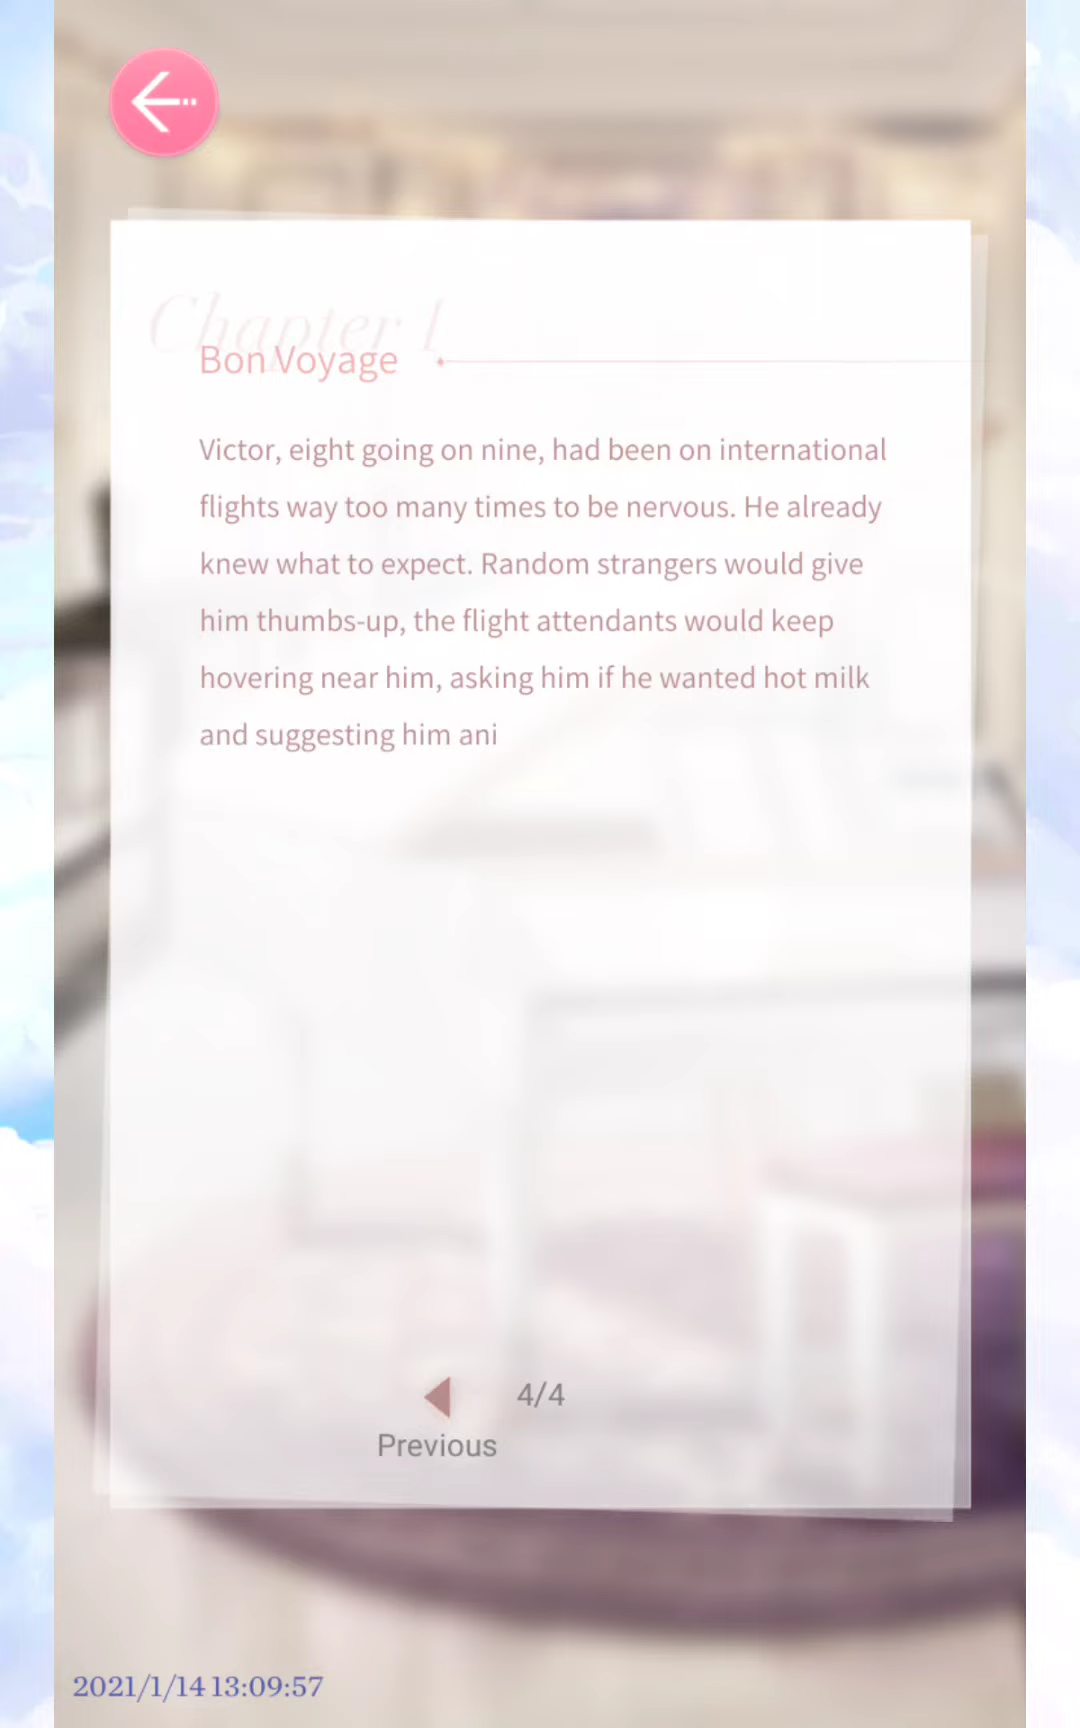 Chapter 1
Bon Voyage
Victor, eight going on nine, had been on international
flights way too many times to be nervous. He already
knew what to expect. Random strangers would give
him thumbs-up, the flight attendants would keep
hovering near him, asking him if he wanted hot milk
and suggesting him ani
4/4
Previous
2021/1/14 13:09:57